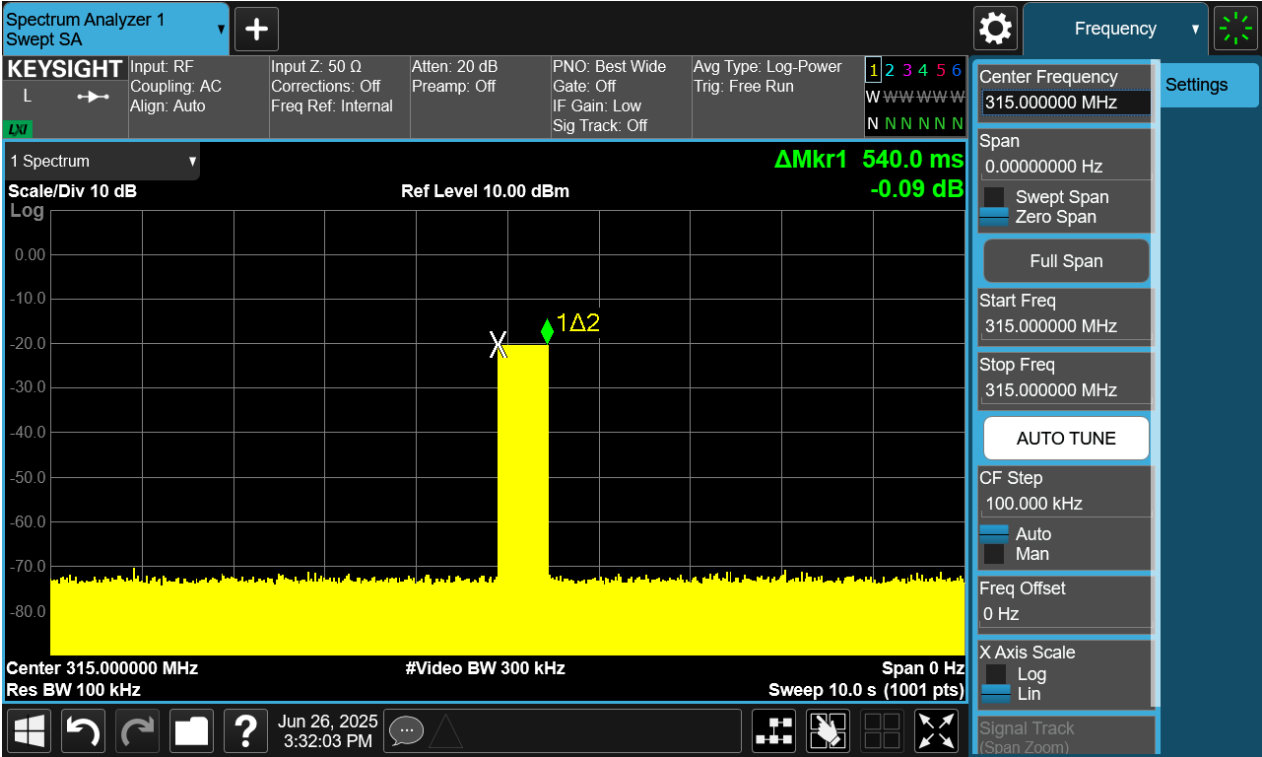 Spectrum Analyzer 1
Swept SA
Frequency
KEYSIGHT
L
LXI
Input: RF
Coupling: AC
Align: Auto
Input Z: 50 Ω
Corrections: Off
Freq Ref: Internal
Atten: 20 dB
Preamp: Off
PNO: Best Wide
Gate: Off
IF Gain: Low
Sig Track: Off
Avg Type: Log-Power
Trig: Free Run
1 2 3 4 5 6
W W W W W W
N N N N N N
1 Spectrum
ΔMkr1 540.0 ms
-0.09 dB
Scale/Div 10 dB
Ref Level 10.00 dBm
Log
0.00
-10.0
-20.0
-30.0
-40.0
-50.0
-60.0
-70.0
-80.0
X
1Δ2
Center 315.000000 MHz
#Video BW 300 kHz
Span 0 Hz
Res BW 100 kHz
Sweep 10.0 s (1001 pts)
?
Jun 26, 2025
3:32:03 PM
Center Frequency
315.000000 MHz
Settings
Span
0.00000000 Hz
Swept Span
Zero Span
Full Span
Start Freq
315.000000 MHz
Stop Freq
315.000000 MHz
AUTO TUNE
CF Step
100.000 kHz
Auto
Man
Freq Offset
0 Hz
X Axis Scale
Log
Lin
Signal Track
(Span Zoom)